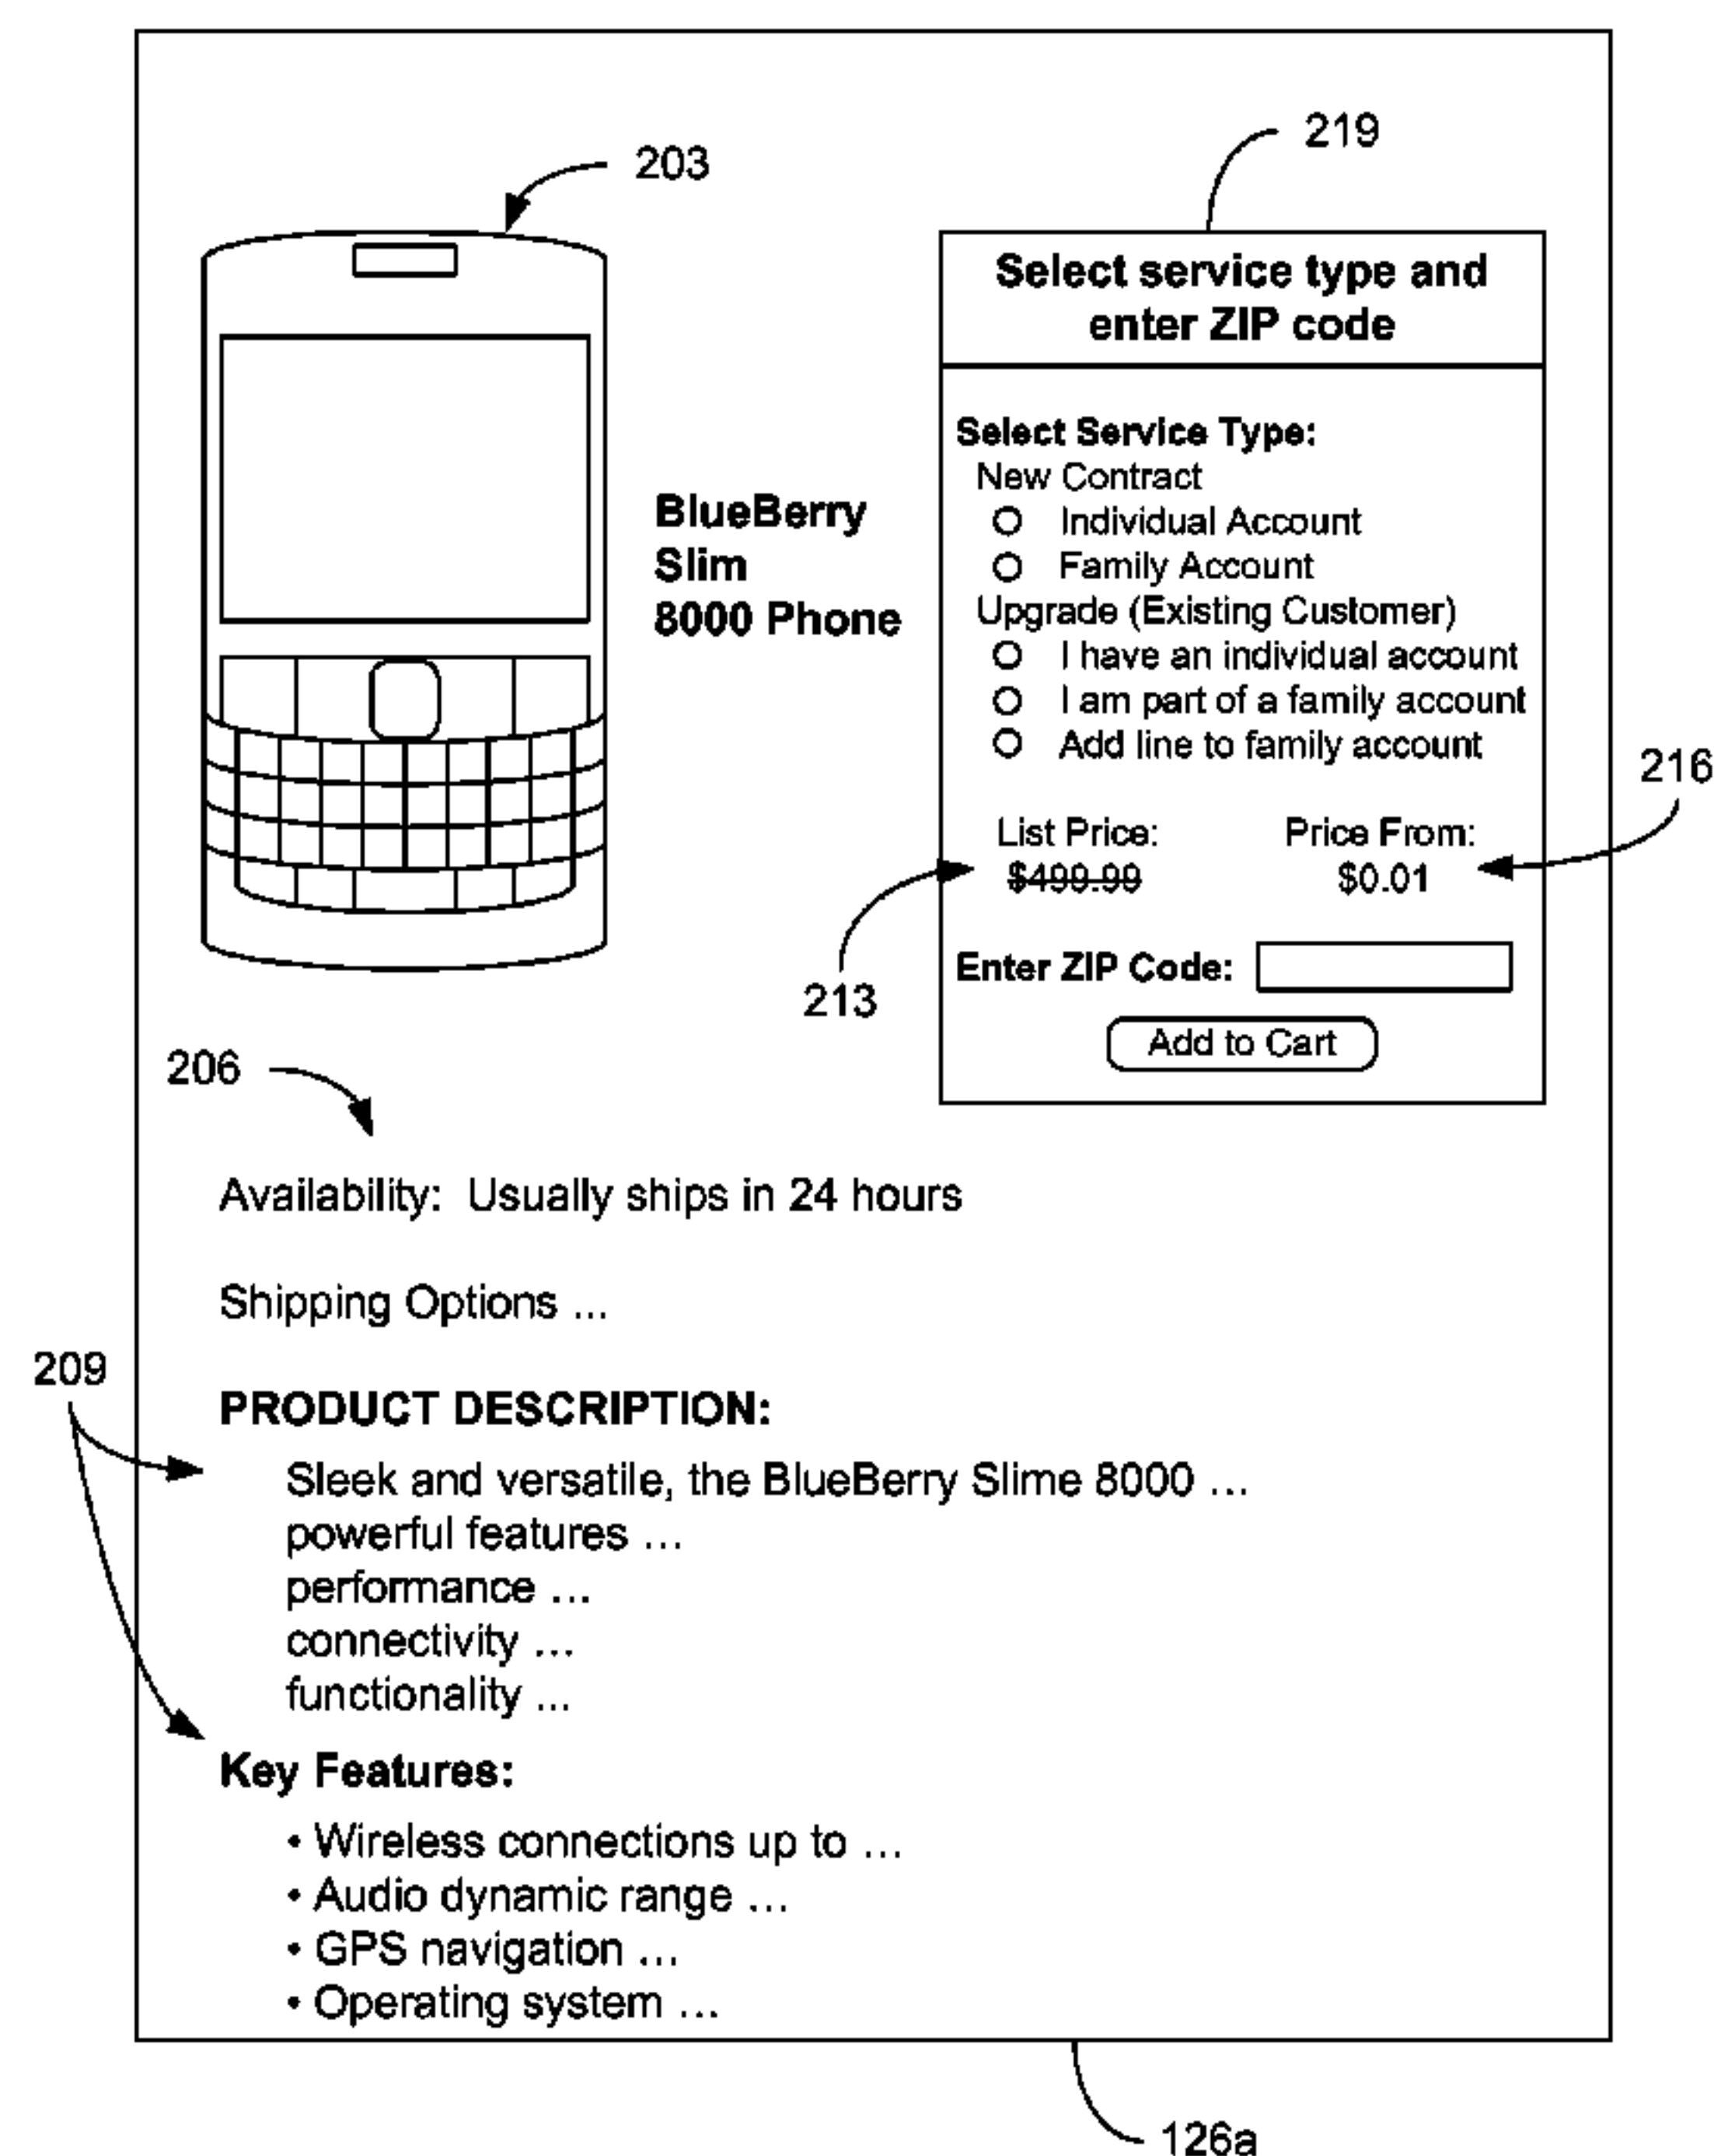 219
203
Select service type and
enter ZIP code
Select Service Type:
New Contract
Individual Account
Family Account
Upgrade (Existing Customer)
I have an individual account
I am part of a family account
Add line to family account
BlueBerry
Slim
8000 Phone
216
List Price:
Price From:
$499.99
$0.01
213
Enter ZIP Code:
Add to Cart
206
Availability: Usually ships in 24 hours
Shipping Options ...
209
PRODUCT DESCRIPTION:
Sleek and versatile, the BlueBerry Slime 8000 ...
powerful features ...
performance ...
connectivity ...
functionality ...
Key Features:
• Wireless connections up to ...
• Audio dynamic range ...
• GPS navigation ...
• Operating system ...
126a